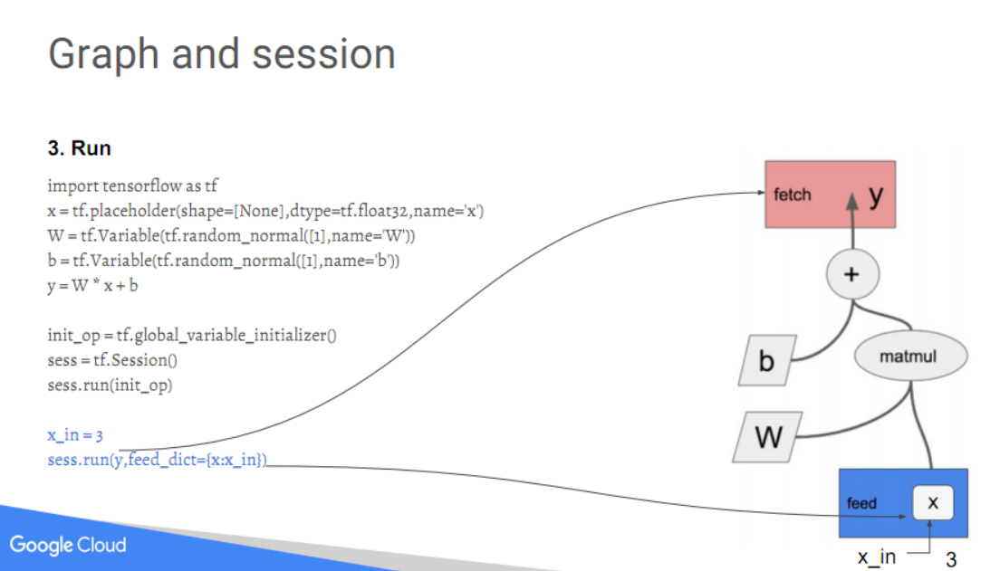 Graph and session
3. Run
import tensorflow as tf
x = tf.placeholder(shape=[None],dtype=tf.float32,name='x')
W = tf.Variable(tf.random_normal([1],name='W'))
b = tf.Variable(tf.random_normal([1],name='b'))
y = W * x + b
init_op = tf.global_variable_initializer()
sess = tf.Session()
sess.run(init_op)
x_in = 3
sess.run(y,feed_dict={x:x_in})
fetch y
+
b
matmul
W
feed x
x_in 3
Google Cloud